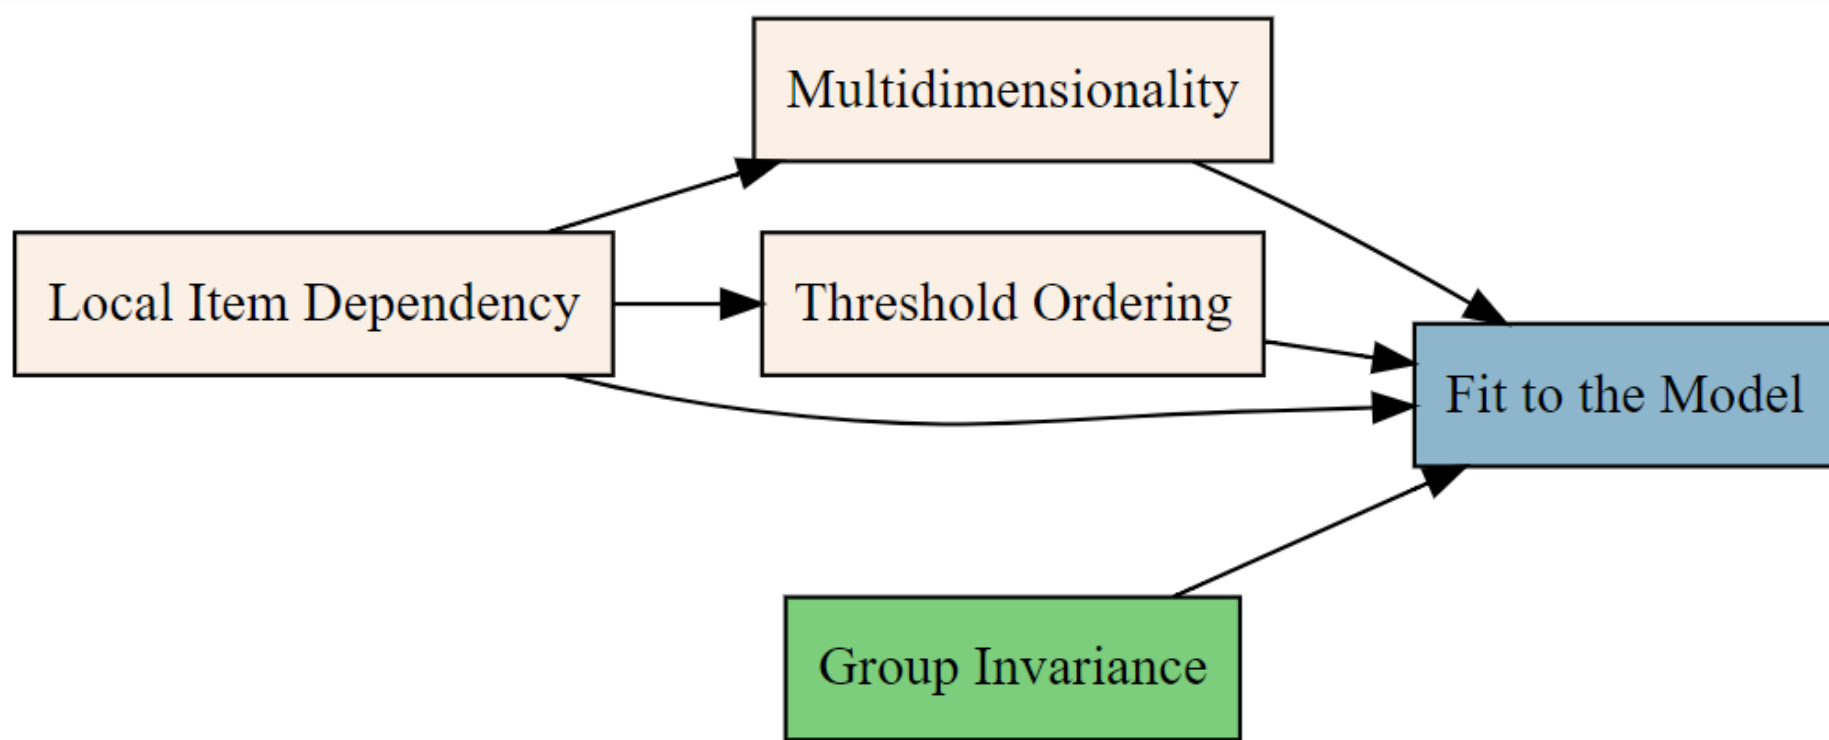 Multidimensionality
Local Item Dependency
Threshold Ordering
Fit to the Model
Group Invariance